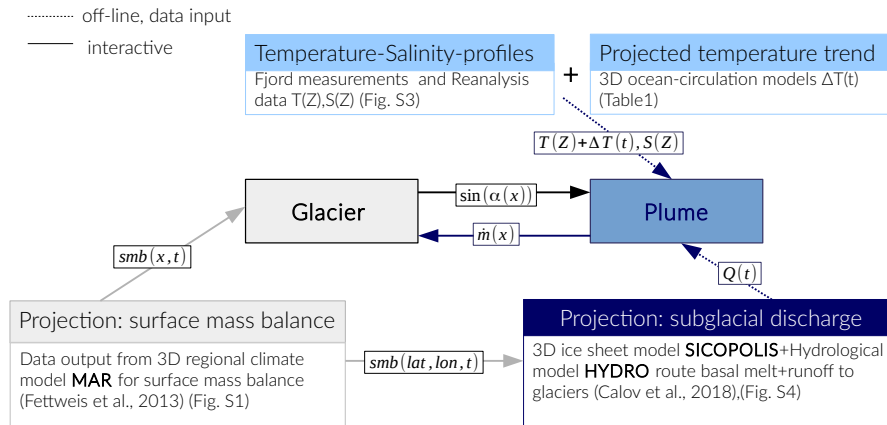 off-line, data input
interactive
Temperature-Salinity-profiles
Fjord measurements and Reanalysis
data T(Z),S(Z) (Fig. S3)
+
Projected temperature trend
3D ocean-circulation models ΔT(t)
(Table1)
T(Z)+ΔT(t),S(Z)
Glacier
sin(α(x))
Plume
ṁ(x)
smb(x,t)
Q(t)
Projection: surface mass balance
Data output from 3D regional climate
model MAR for surface mass balance
(Fettweis et al., 2013) (Fig. S1)
smb(lat,lon,t)
Projection: subglacial discharge
3D ice sheet model SICOPOLIS+Hydrological
model HYDRO route basal melt+runoff to
glaciers (Calov et al., 2018),(Fig. S4)